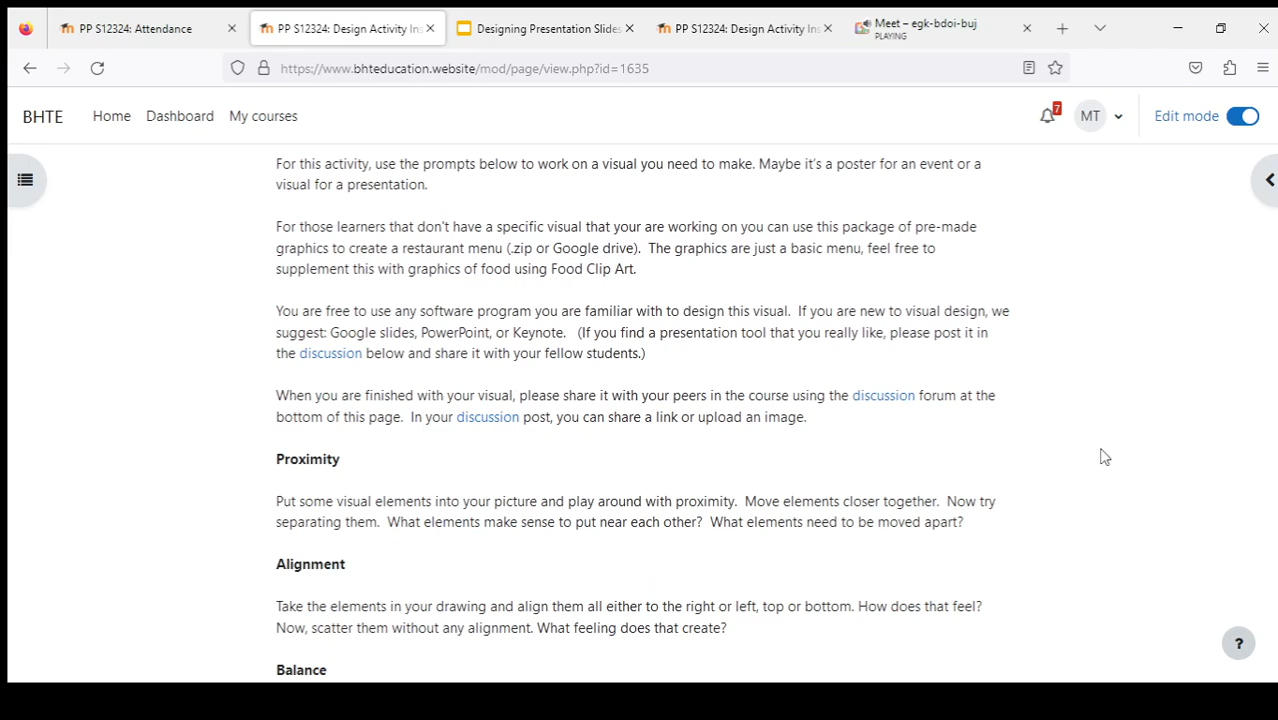 PP S12324: Attendance
PP S12324: Design Activity Ins
Designing Presentation Slides
PP S12324: Design Activity Ins
Meet – egk-bdoi-buj
PLAYING
https://www.bhteducation.website/mod/page/view.php?id=1635
BHTE Home Dashboard My courses 7 MT Edit mode
For this activity, use the prompts below to work on a visual you need to make. Maybe it's a poster for an event or a
visual for a presentation.
For those learners that don't have a specific visual that your are working on you can use this package of pre-made
graphics to create a restaurant menu (.zip or Google drive). The graphics are just a basic menu, feel free to
supplement this with graphics of food using Food Clip Art.
You are free to use any software program you are familiar with to design this visual. If you are new to visual design, we
suggest: Google slides, PowerPoint, or Keynote. (If you find a presentation tool that you really like, please post it in
the discussion below and share it with your fellow students.)
When you are finished with your visual, please share it with your peers in the course using the discussion forum at the
bottom of this page. In your discussion post, you can share a link or upload an image.
Proximity
Put some visual elements into your picture and play around with proximity. Move elements closer together. Now try
separating them. What elements make sense to put near each other? What elements need to be moved apart?
Alignment
Take the elements in your drawing and align them all either to the right or left, top or bottom. How does that feel?
Now, scatter them without any alignment. What feeling does that create?
?
Balance